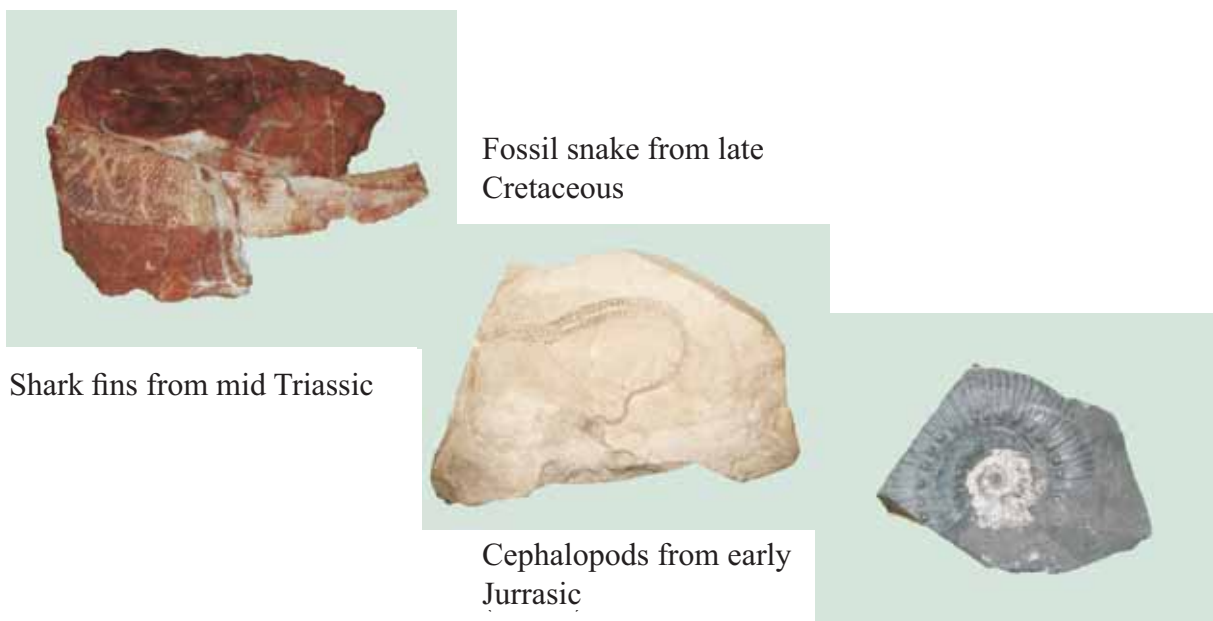 Fossil snake from late
Cretaceous
Shark fins from mid Triassic
Cephalopods from early
Jurrasic